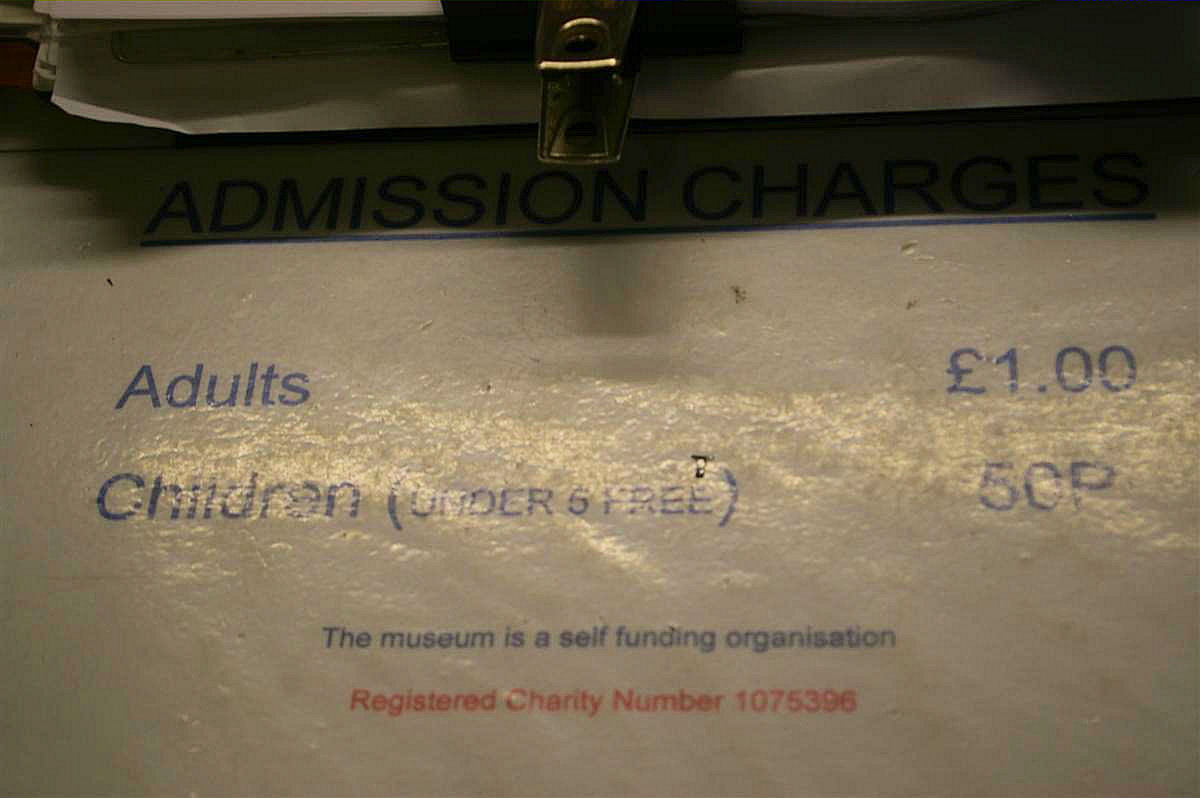 ADMISSION CHARGES
Adults £1.00
Children (UNDER 5 FREE) 50P
The museum is a self funding organisation
Registered Charity Number 1075396